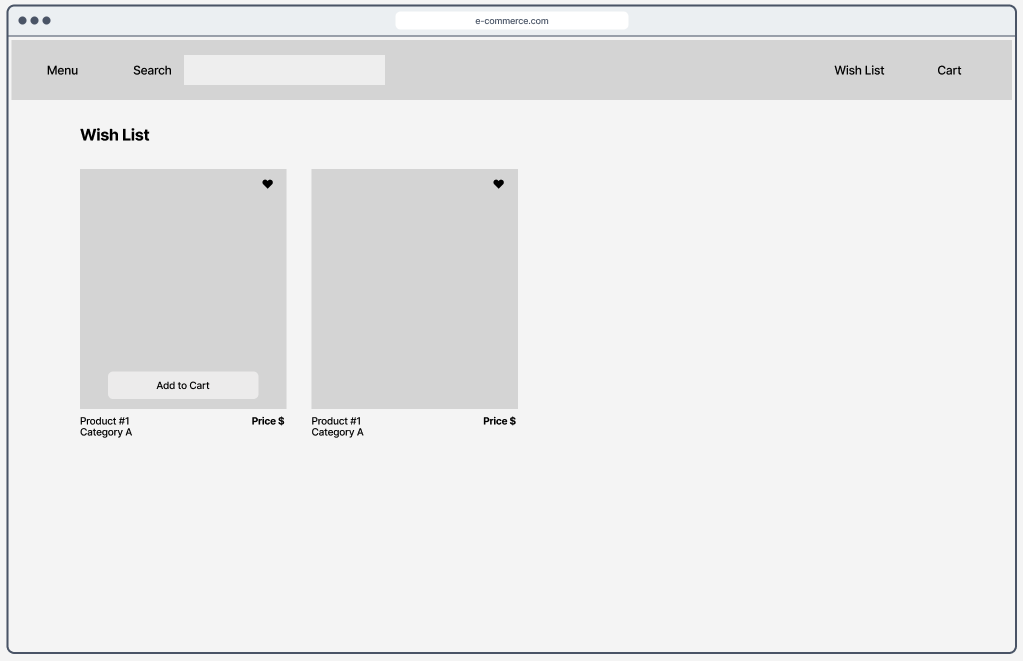 e-commerce.com
Menu
Search
Wish List
Cart
Wish List
Add to Cart
Product #1
Price $
Category A
Product #1
Price $
Category A